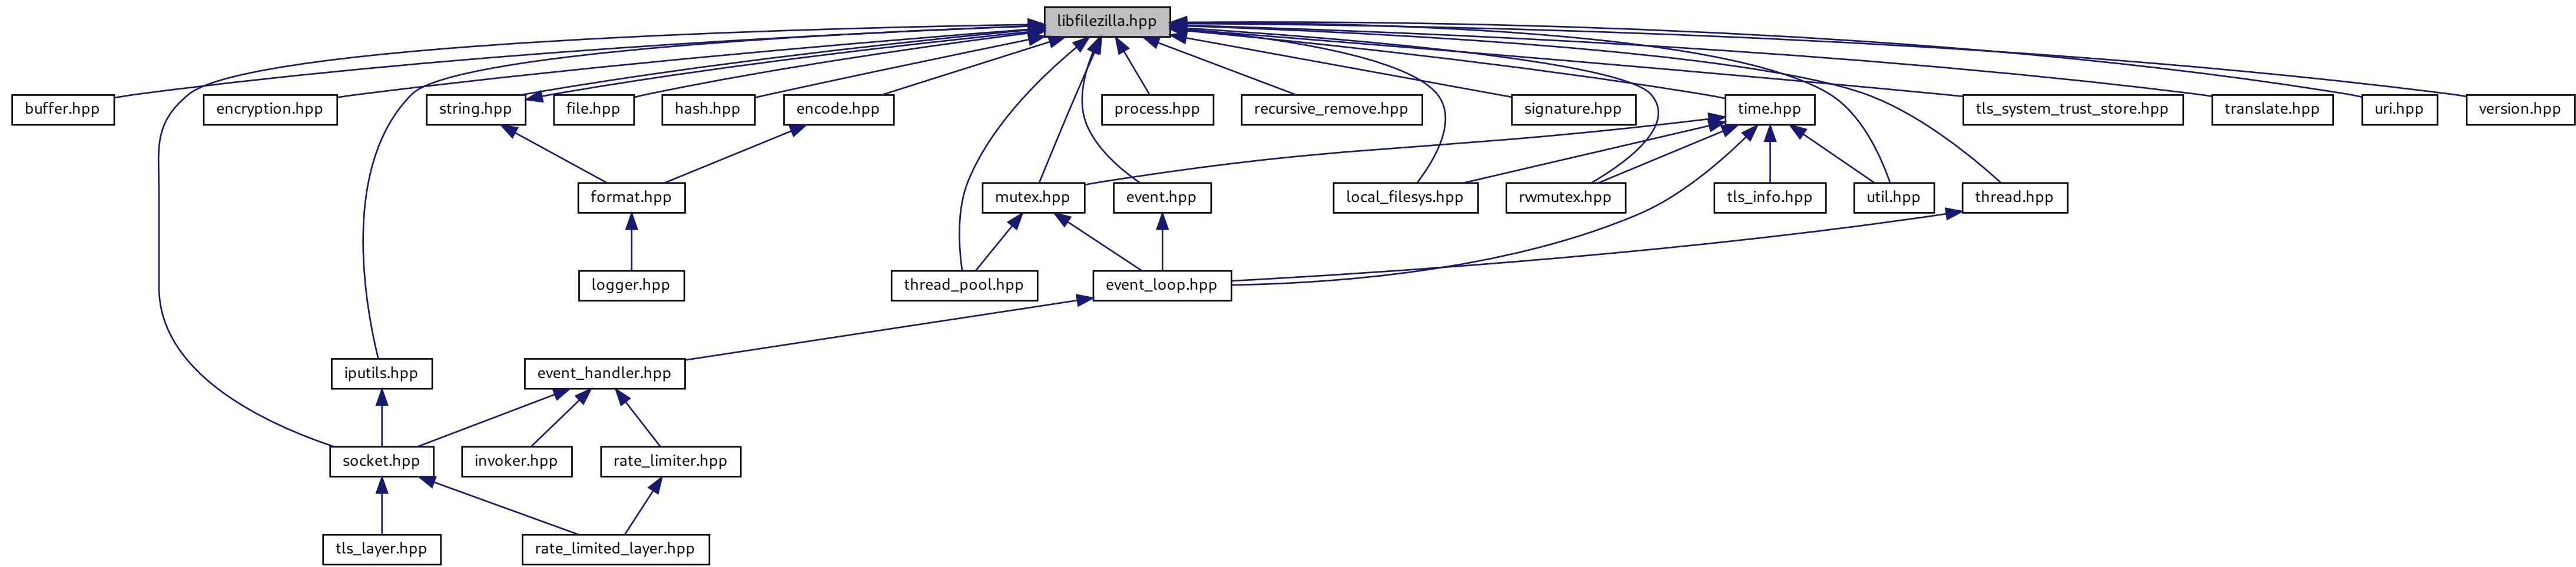 libfilezilla.hpp
buffer.hpp
encryption.hpp
string.hpp
file.hpp
hash.hpp
encode.hpp
process.hpp
recursive_remove.hpp
signature.hpp
time.hpp
tls_system_trust_store.hpp
translate.hpp
uri.hpp
version.hpp
format.hpp
mutex.hpp
event.hpp
local_filesys.hpp
rwmutex.hpp
tls_info.hpp
util.hpp
thread.hpp
logger.hpp
thread_pool.hpp
event_loop.hpp
iputils.hpp
event_handler.hpp
socket.hpp
invoker.hpp
rate_limiter.hpp
tls_layer.hpp
rate_limited_layer.hpp